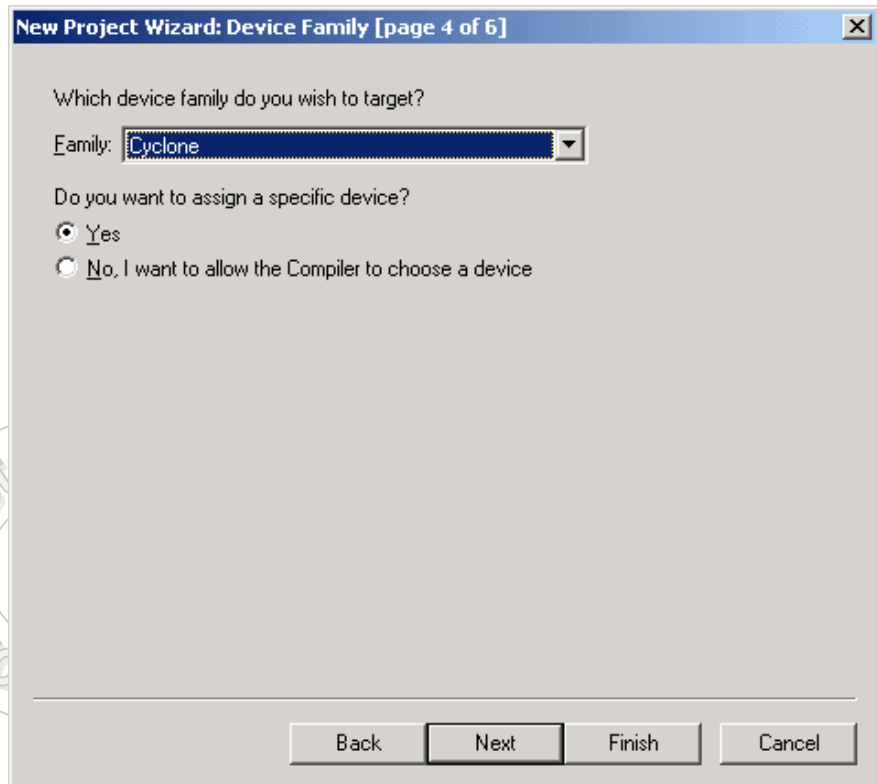 New Project Wizard: Device Family [page 4 of 6]
Which device family do you wish to target?
Family: Cyclone
Do you want to assign a specific device?
Yes
No, I want to allow the Compiler to choose a device
Back Next Finish Cancel